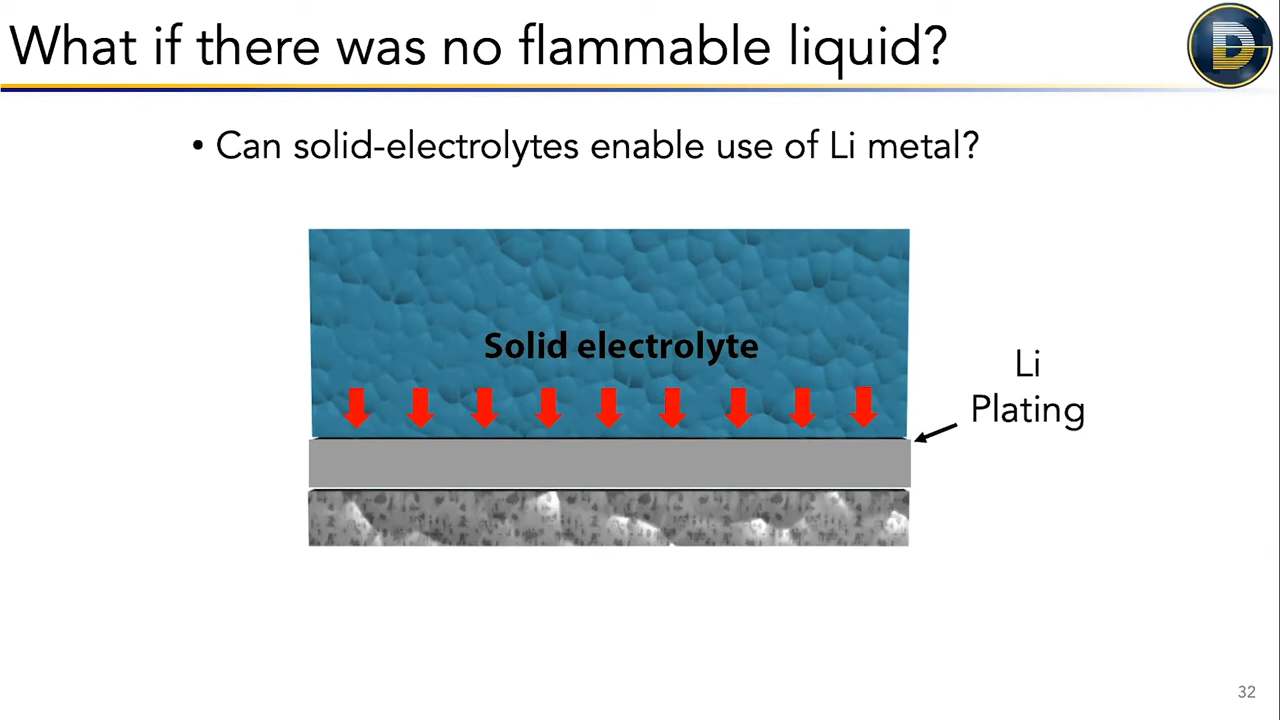 What if there was no flammable liquid?
• Can solid-electrolytes enable use of Li metal?
Solid electrolyte
Li
Plating
32